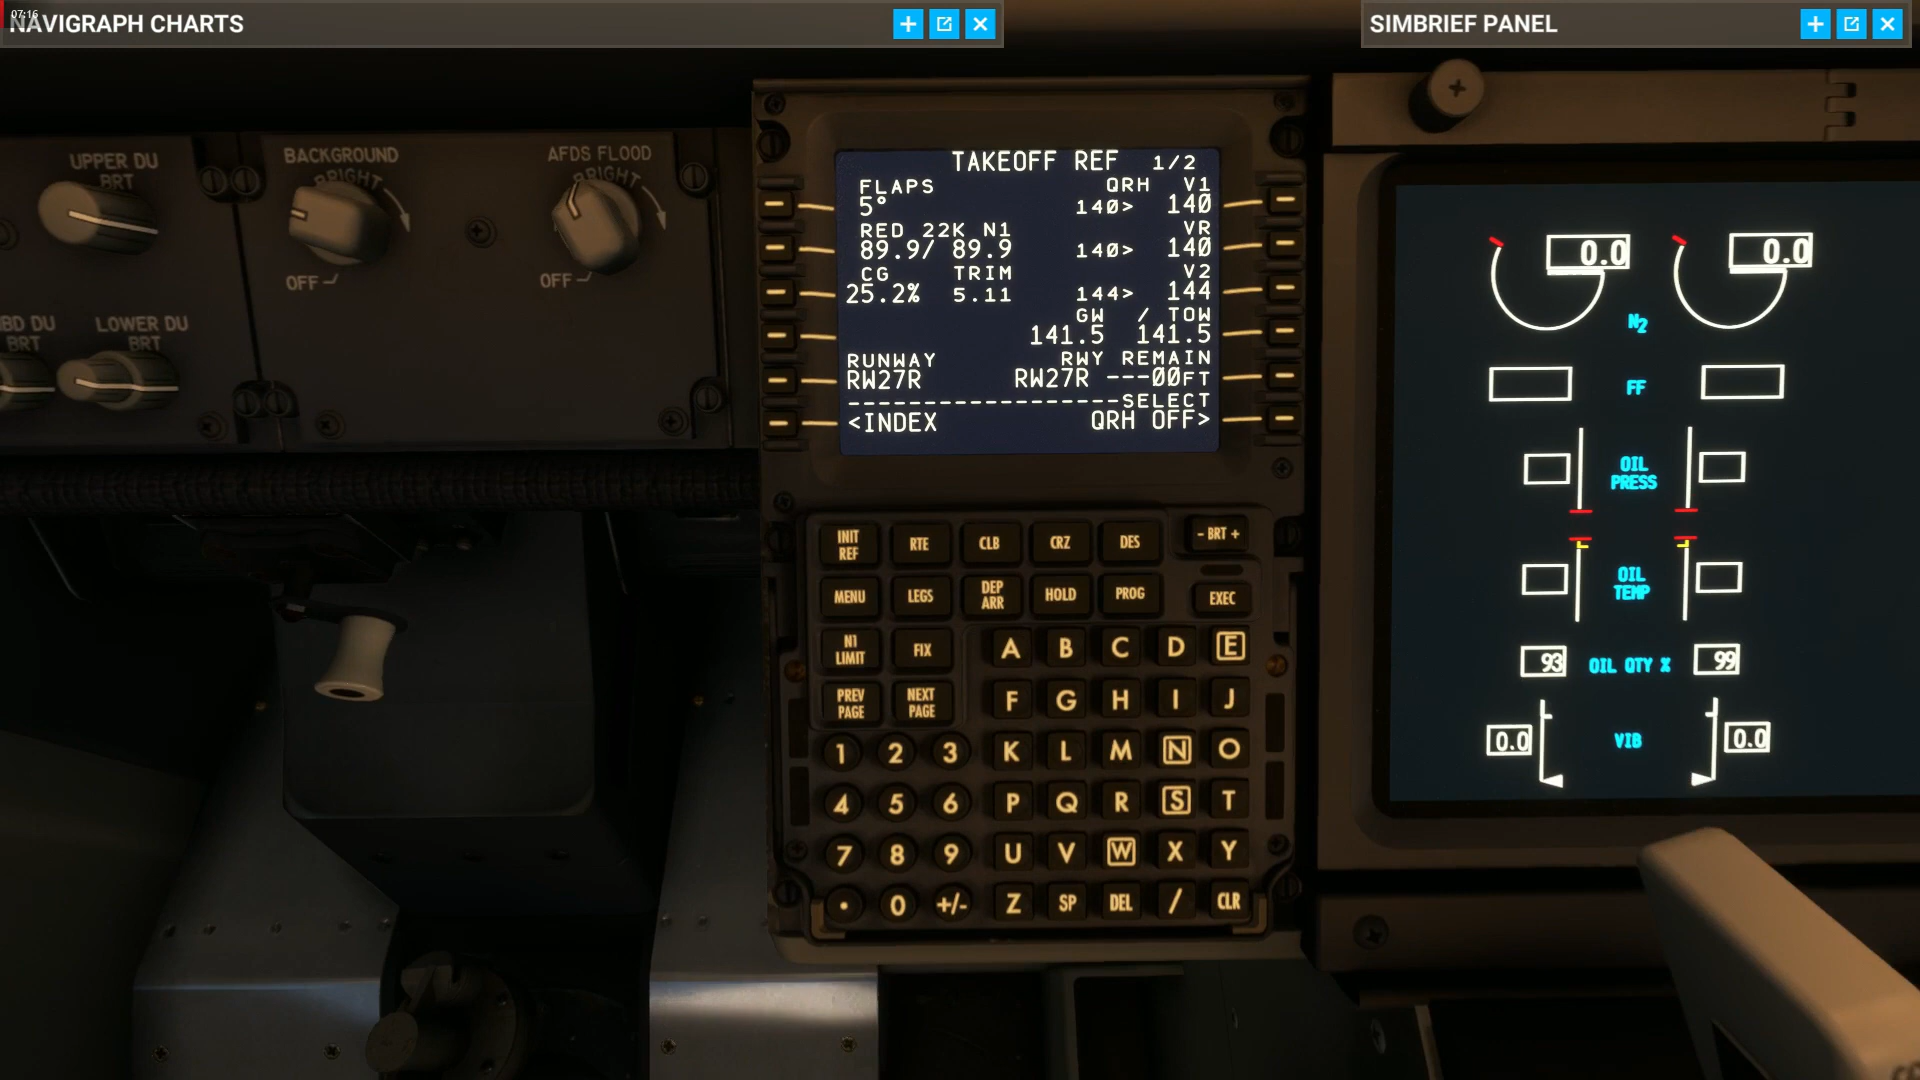 07:16
NAVIGRAPH CHARTS
SIMBRIEF PANEL
UPPER DU
BRT
BACKGROUND
BRIGHT
OFF
AFDS FLOOD
BRIGHT
OFF
BD DU
BRT
LOWER DU
BRT
TAKEOFF REF 1/2
FLAPS QRH V1
5° 140> 140
RED 22K N1 VR
89.9/ 89.9 140> 140
CG TRIM V2
25.2% 5.11 144> 144
GW / TOW
141.5 141.5
RUNWAY RWY REMAIN
RW27R RW27R ---00FT
------------------SELECT
<INDEX QRH OFF>
INIT
REF
RTE
CLB
CRZ
DES
- BRT +
MENU
LEGS
DEP
ARR
HOLD
PROG
EXEC
N1
LIMIT
FIX
A B C D E
PREV
PAGE
NEXT
PAGE
F G H I J
1 2 3 K L M N O
4 5 6 P Q R S T
7 8 9 U V W X Y
. 0 +/- Z SP DEL / CLR
0.0 0.0
N2
FF
OIL
PRESS
OIL
TEMP
93 OIL QTY % 99
0.0 VIB 0.0